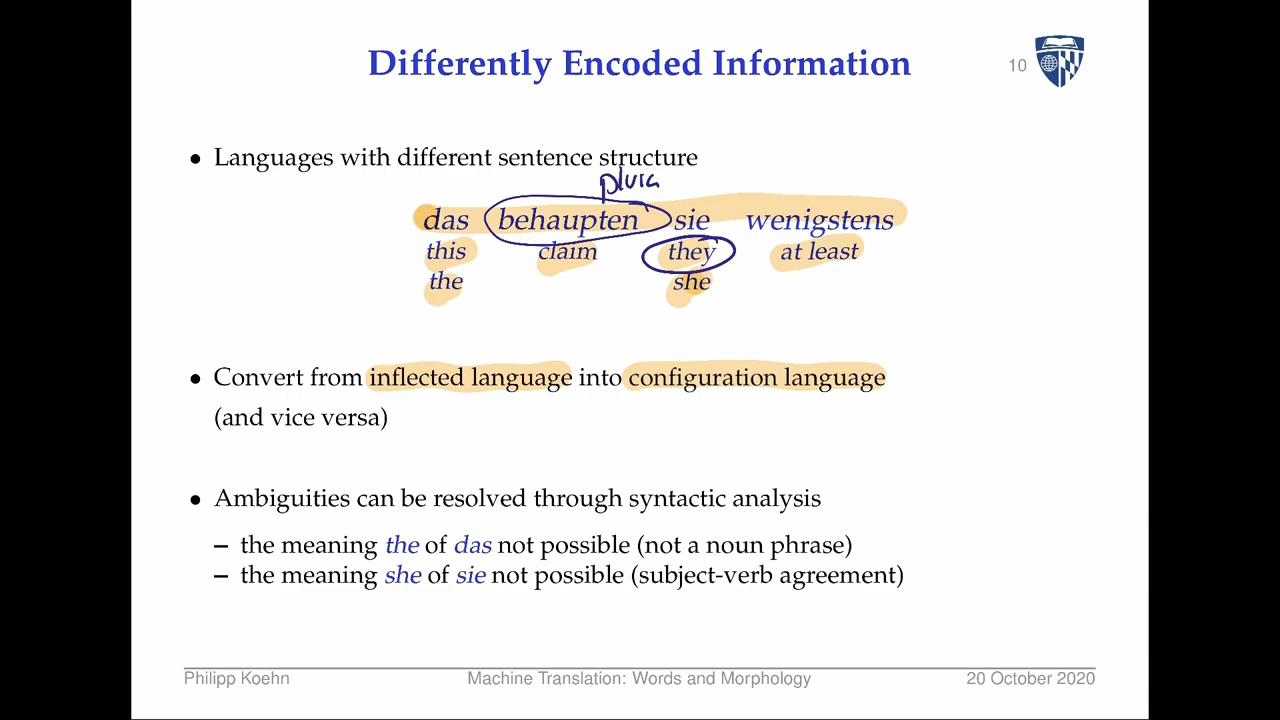 Differently Encoded Information
10
• Languages with different sentence structure
das behaupten sie wenigstens
this claim they at least
the she
• Convert from inflected language into configuration language
(and vice versa)
• Ambiguities can be resolved through syntactic analysis
– the meaning the of das not possible (not a noun phrase)
– the meaning she of sie not possible (subject-verb agreement)
Philipp Koehn Machine Translation: Words and Morphology 20 October 2020